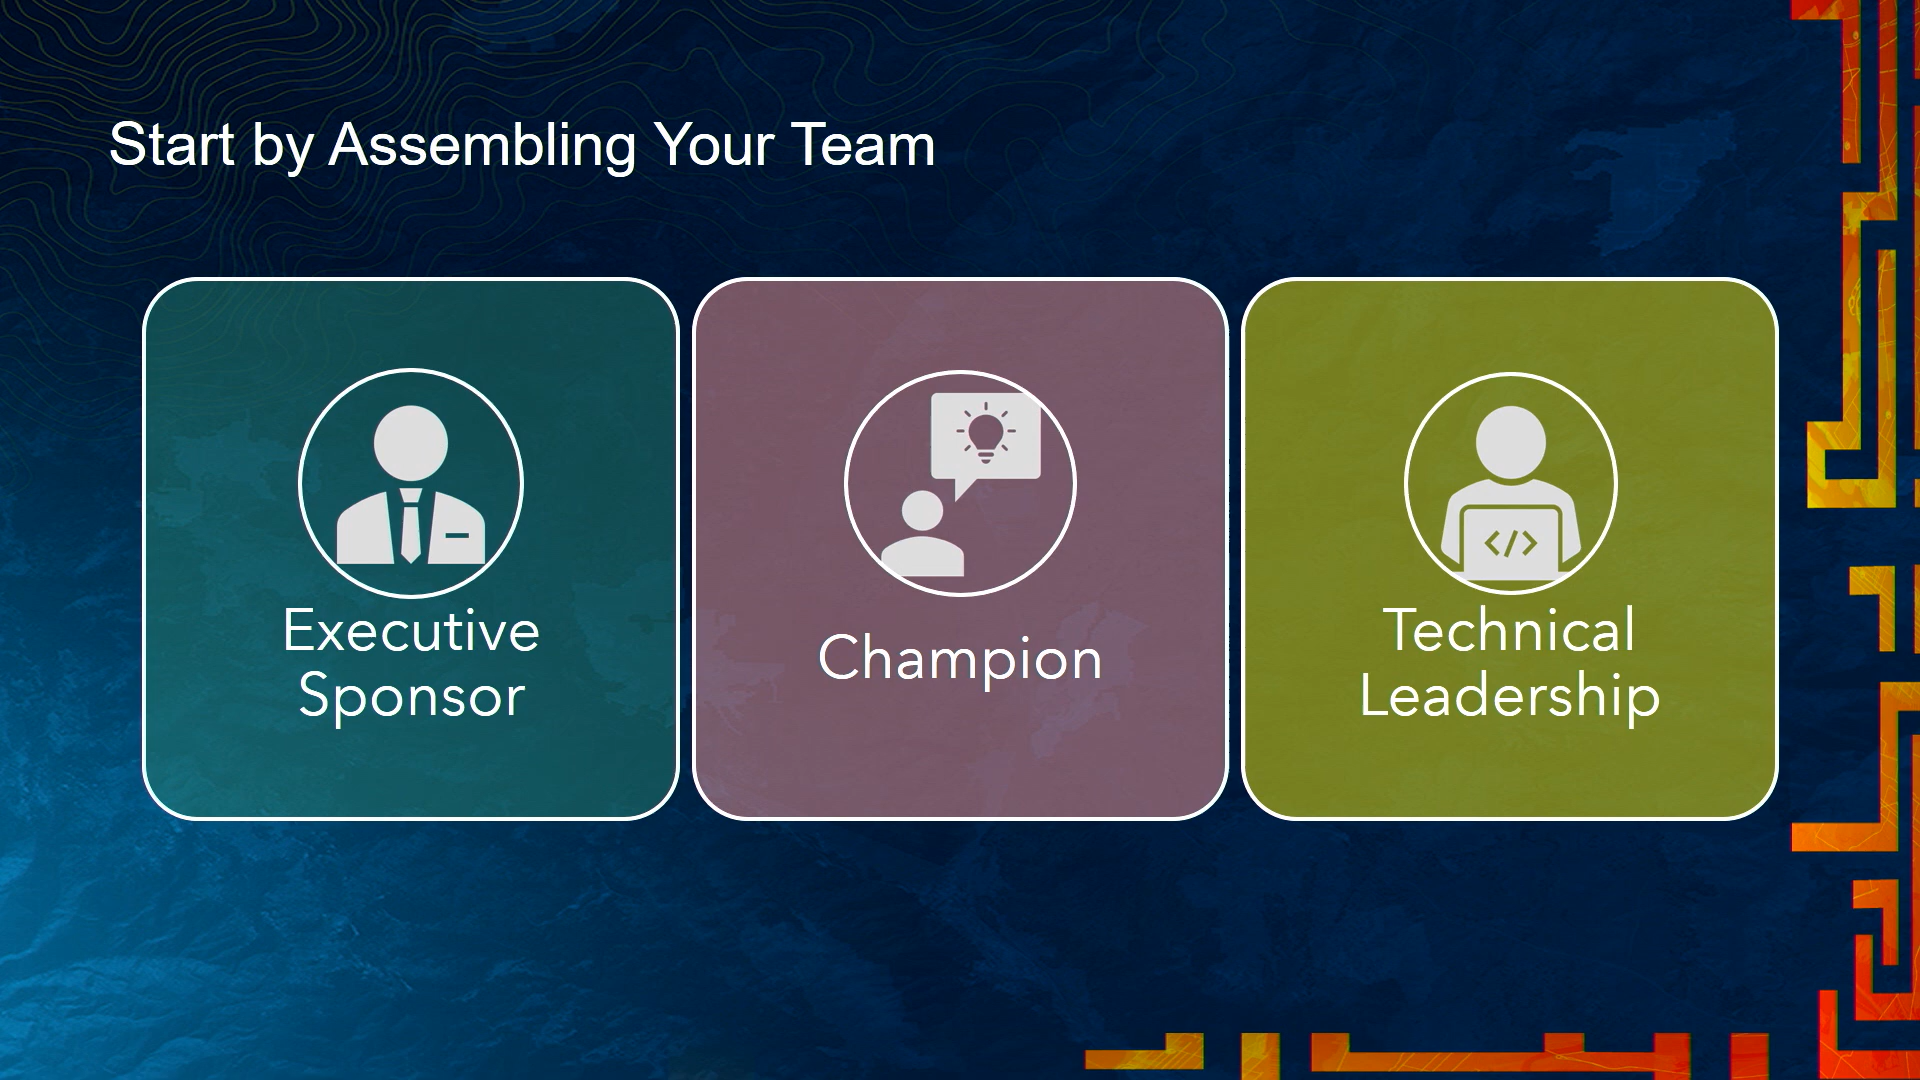 Start by Assembling Your Team
Executive
Sponsor
Champion
</>
Technical
Leadership